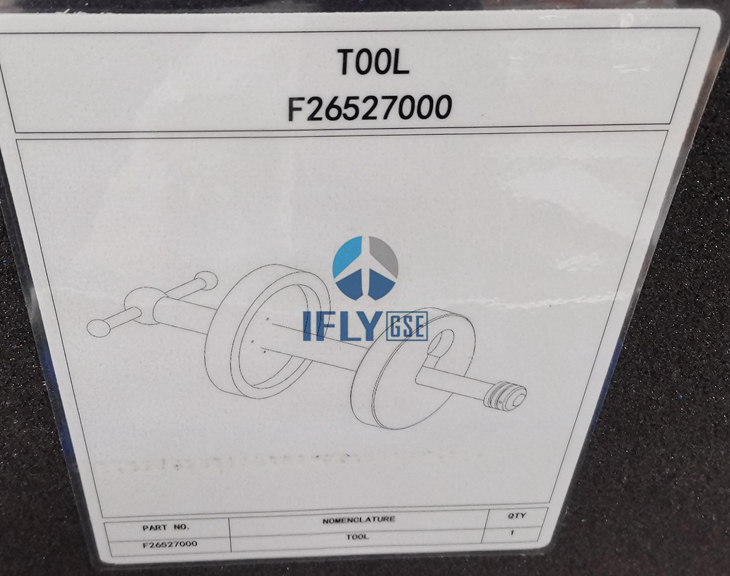 TOOL
F26527000
IFLY GSE
PART NO. NOMENCLATURE QTY
F26527000 TOOL 1